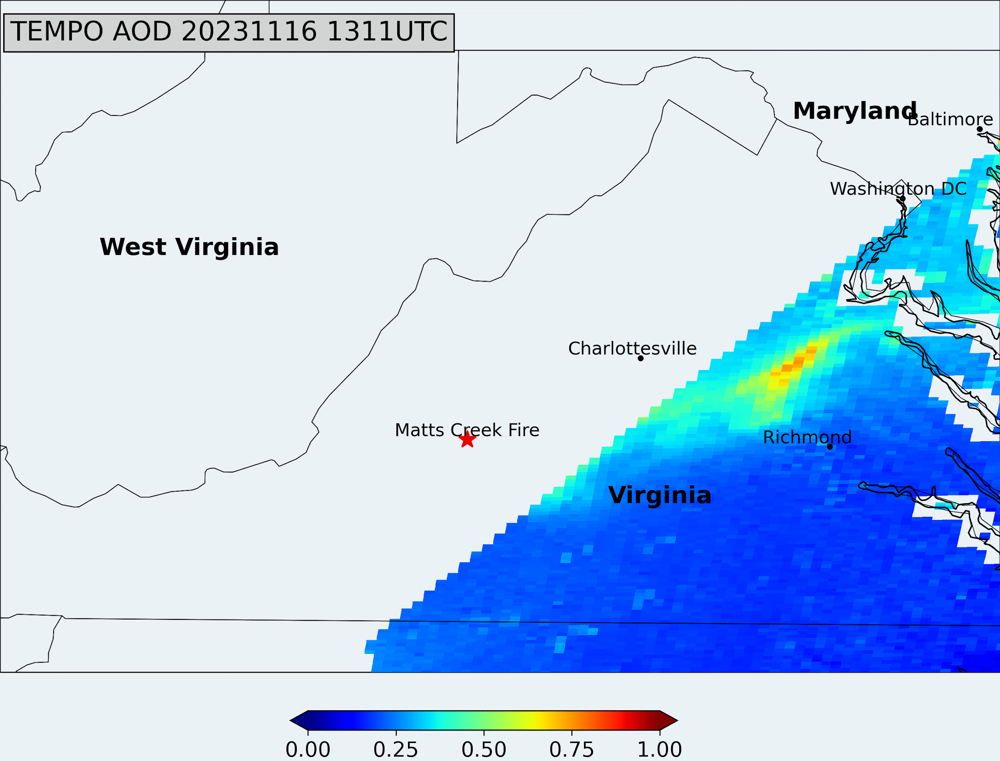 TEMPO AOD 20231116 1311UTC
Maryland
Baltimore
Washington DC
West Virginia
Charlottesville
Matts Creek Fire
Richmond
Virginia
0.00 0.25 0.50 0.75 1.00